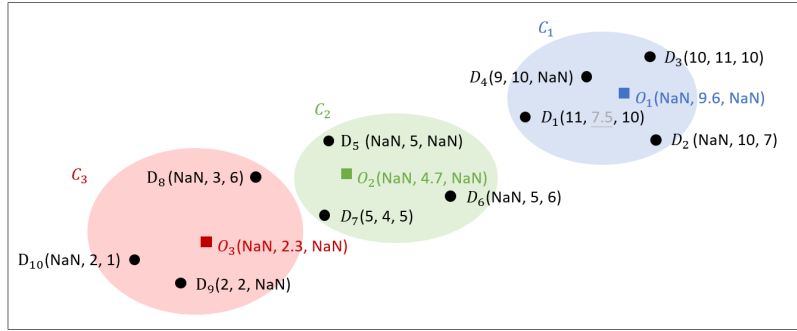 C₁
D₃(10, 11, 10)
D₄(9, 10, NaN)
O₁(NaN, 9.6, NaN)
C₂
D₁(11, 7.5, 10)
D₅ (NaN, 5, NaN)
D₂ (NaN, 10, 7)
C₃
D₈(NaN, 3, 6)
O₂(NaN, 4.7, NaN)
D₆(NaN, 5, 6)
D₇(5, 4, 5)
O₃(NaN, 2.3, NaN)
D₁₀(NaN, 2, 1)
D₉(2, 2, NaN)